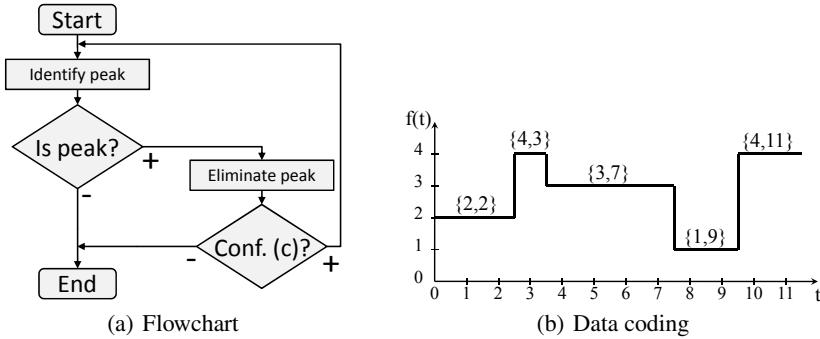 Start
Identify peak
Is peak?
+
-
Eliminate peak
Conf. (c)?
-
+
End
(a) Flowchart
f(t)
4
3
2
1
0
{2,2}
{4,3}
{3,7}
{1,9}
{4,11}
0 1 2 3 4 5 6 7 8 9 10 11 t
(b) Data coding